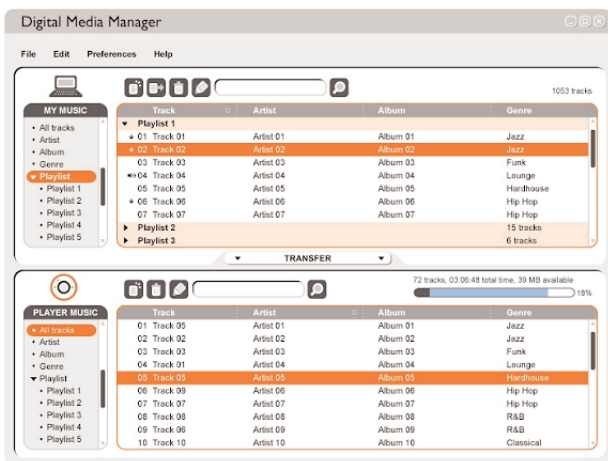 Digital Media Manager
File Edit Preferences Help
1053 tracks
MY MUSIC
• All tracks
• Artist
• Album
• Genre
Playlist
• Playlist 1
• Playlist 2
• Playlist 3
• Playlist 4
• Playlist 5
Track Artist Album Genre
Playlist 1
01 Track 01 Artist 01 Album 01 Jazz
02 Track 02 Artist 02 Album 02 Jazz
03 Track 03 Artist 03 Album 03 Funk
04 Track 04 Artist 04 Album 04 Lounge
05 Track 05 Artist 05 Album 05 Hardhouse
06 Track 06 Artist 06 Album 06 Hip Hop
07 Track 07 Artist 07 Album 07 Hip Hop
Playlist 2 15 tracks
Playlist 3 6 tracks
TRANSFER
72 tracks, 03:06:48 total time, 39 MB available
18%
PLAYER MUSIC
• All tracks
• Artist
• Album
• Genre
Playlist
• Playlist 1
• Playlist 2
• Playlist 3
• Playlist 4
• Playlist 5
Track Artist Album Genre
01 Track 05 Artist 01 Album 01 Jazz
02 Track 02 Artist 02 Album 02 Jazz
03 Track 03 Artist 03 Album 03 Funk
04 Track 01 Artist 04 Album 04 Lounge
05 Track 05 Artist 05 Album 05 Hardhouse
06 Track 09 Artist 06 Album 06 Hip Hop
07 Track 07 Artist 07 Album 07 Hip Hop
08 Track 08 Artist 08 Album 08 R&B
09 Track 06 Artist 09 Album 09 R&B
10 Track 10 Artist 10 Album 10 Classical